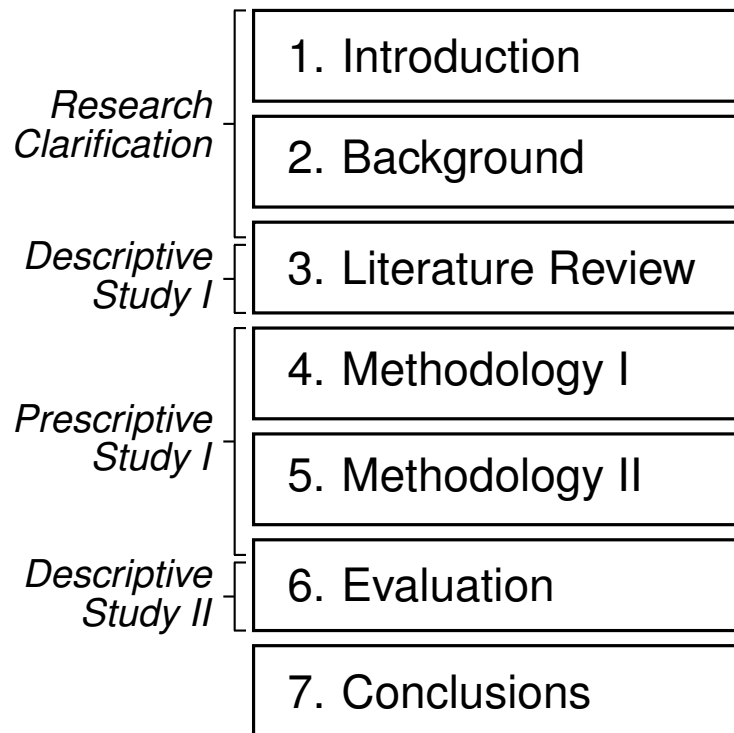 1. Introduction
Research
Clarification
2. Background
Descriptive
Study I
3. Literature Review
4. Methodology I
Prescriptive
Study I
5. Methodology II
Descriptive
Study II
6. Evaluation
7. Conclusions